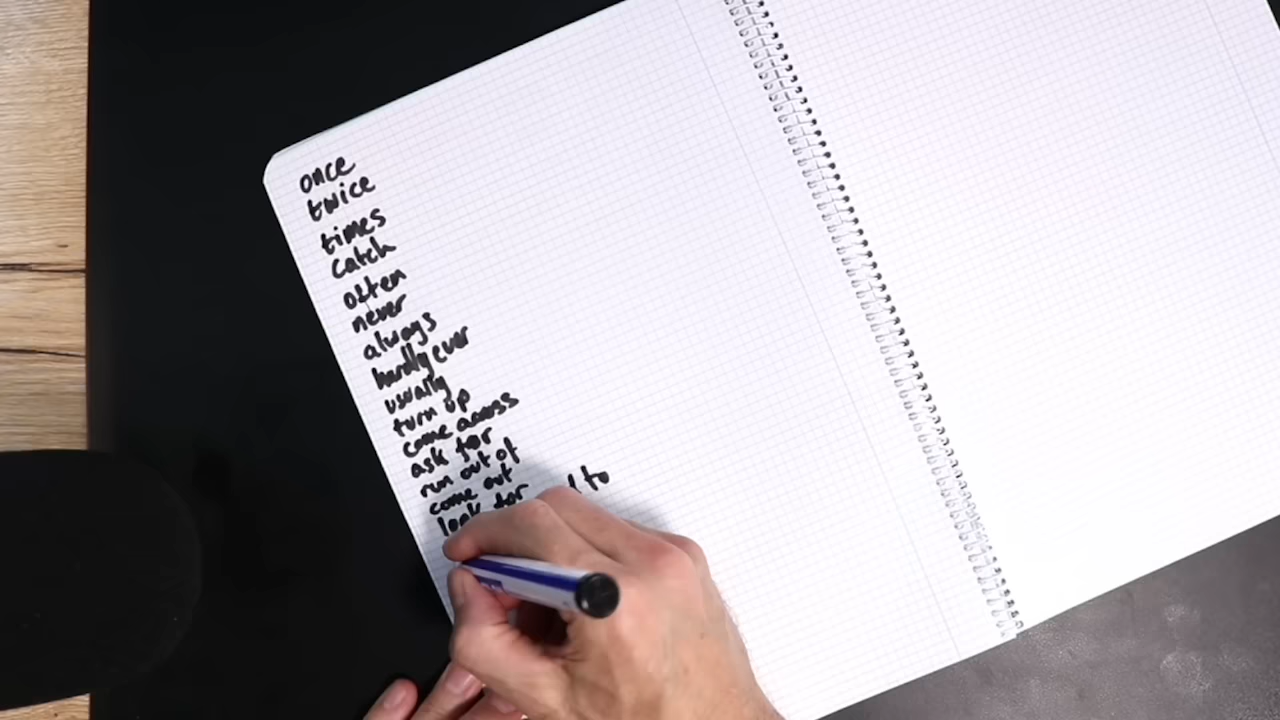 once
twice
times
catch
often
never
always
hardly ever
usually
turn up
come across
ask for
run out of
come out
look for
to